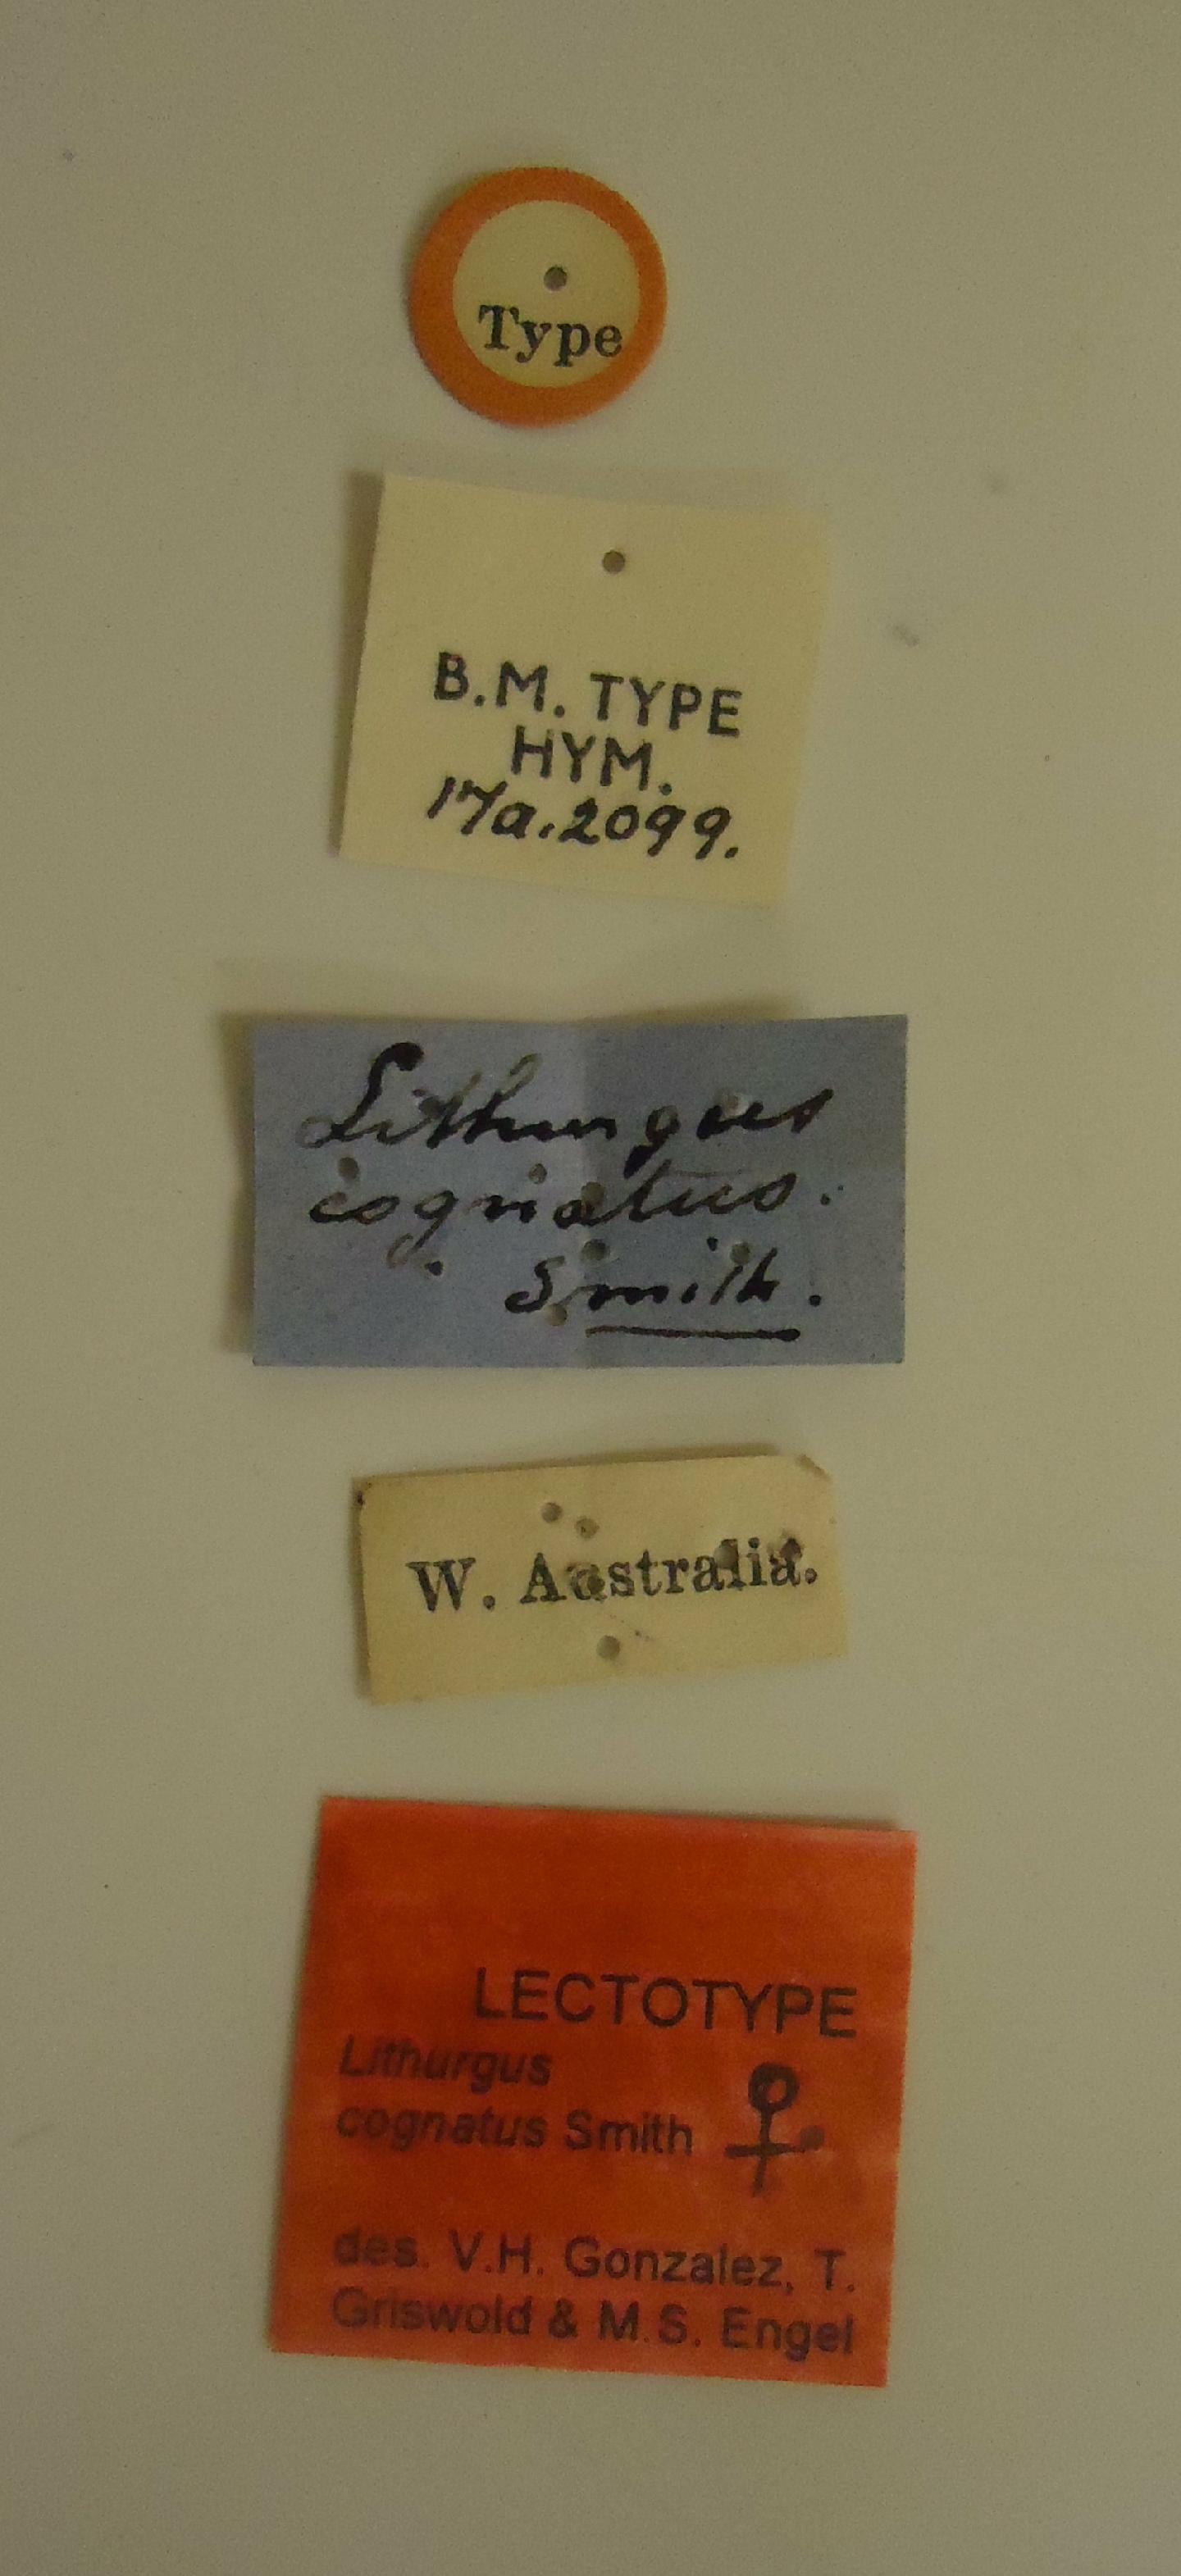 Type
B.M. TYPE
HYM.
17a.2099.
Lithurgus
cognatus.
Smith.
W. Australia.
LECTOTYPE
Lithurgus
cognatus Smith ♀
des. V.H. Gonzalez, T.
Griswold & M.S. Engel